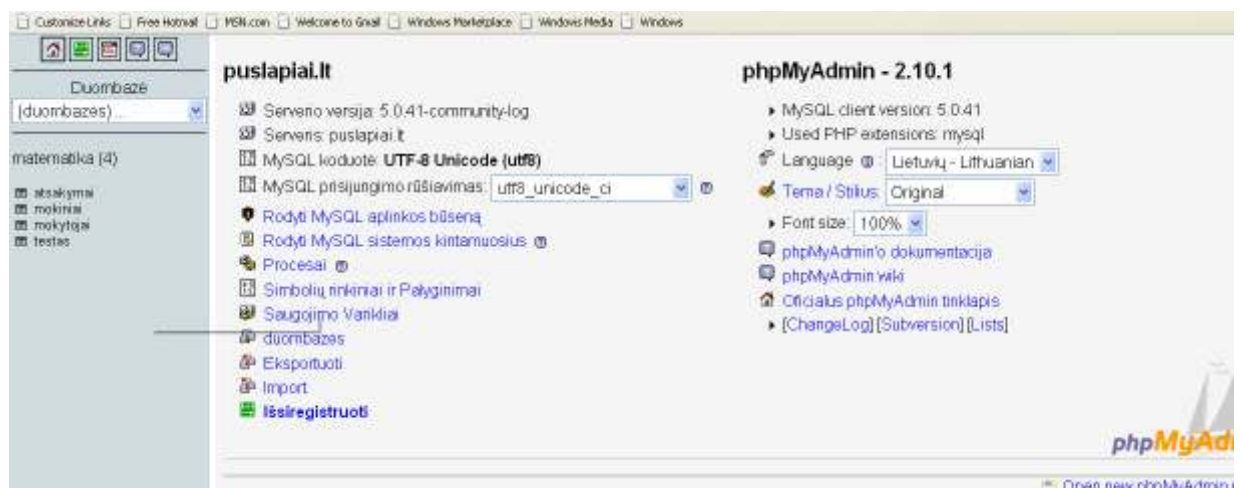 Customize Links Free Hotmail MSN.com Welcome to Gmail Windows Marketplace Windows Media Windows
Duombazė
(duombazes) ...
matematika (4)
atsakymai
mokiniai
mokytojai
testas
puslapiai.lt
Serverio versija: 5.0.41-community-log
Serveris: puslapiai.lt
MySQL koduotė: UTF-8 Unicode (utf8)
MySQL prisijungimo rūšiavimas: utf8_unicode_ci
Rodyti MySQL aplinkos būseną
Rodyti MySQL sistemos kintamuosius
Procesai
Simbolių rinkiniai ir Palyginimai
Saugojimo Varikliai
duombazes
Eksportuoti
Import
Išsiregistruoti
phpMyAdmin - 2.10.1
MySQL client version: 5.0.41
Used PHP extensions: mysql
Language : Lietuvių - Lithuanian
Tema / Stilius: Original
Font size: 100%
phpMyAdmin'o dokumentacija
phpMyAdmin wiki
Oficialus phpMyAdmin tinklapis
[ChangeLog] [Subversion] [Lists]
phpMyAd
Open new phpMyAdmin